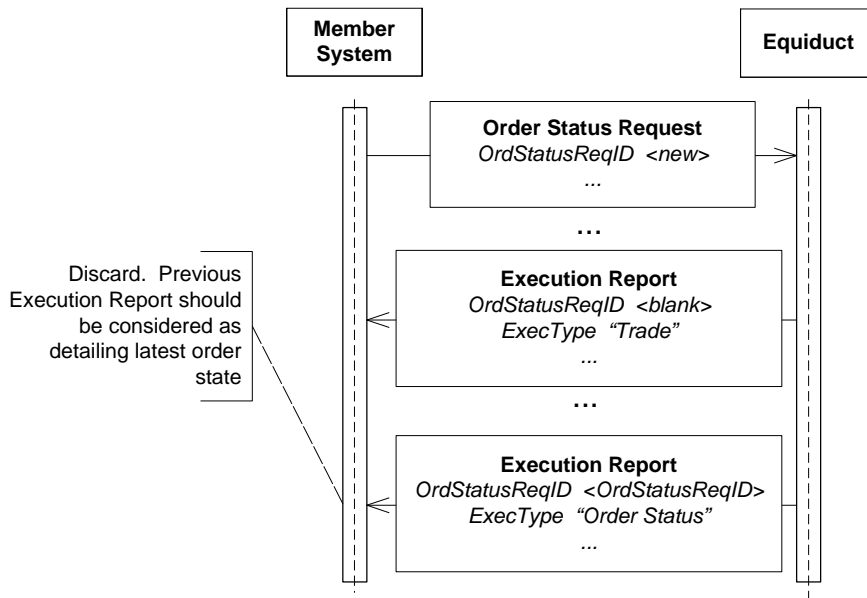 Member
System
Equiduct
Order Status Request
OrdStatusReqID <new>
...
...
Discard. Previous
Execution Report should
be considered as
detailing latest order
state
Execution Report
OrdStatusReqID <blank>
ExecType “Trade”
...
...
Execution Report
OrdStatusReqID <OrdStatusReqID>
ExecType “Order Status”
...